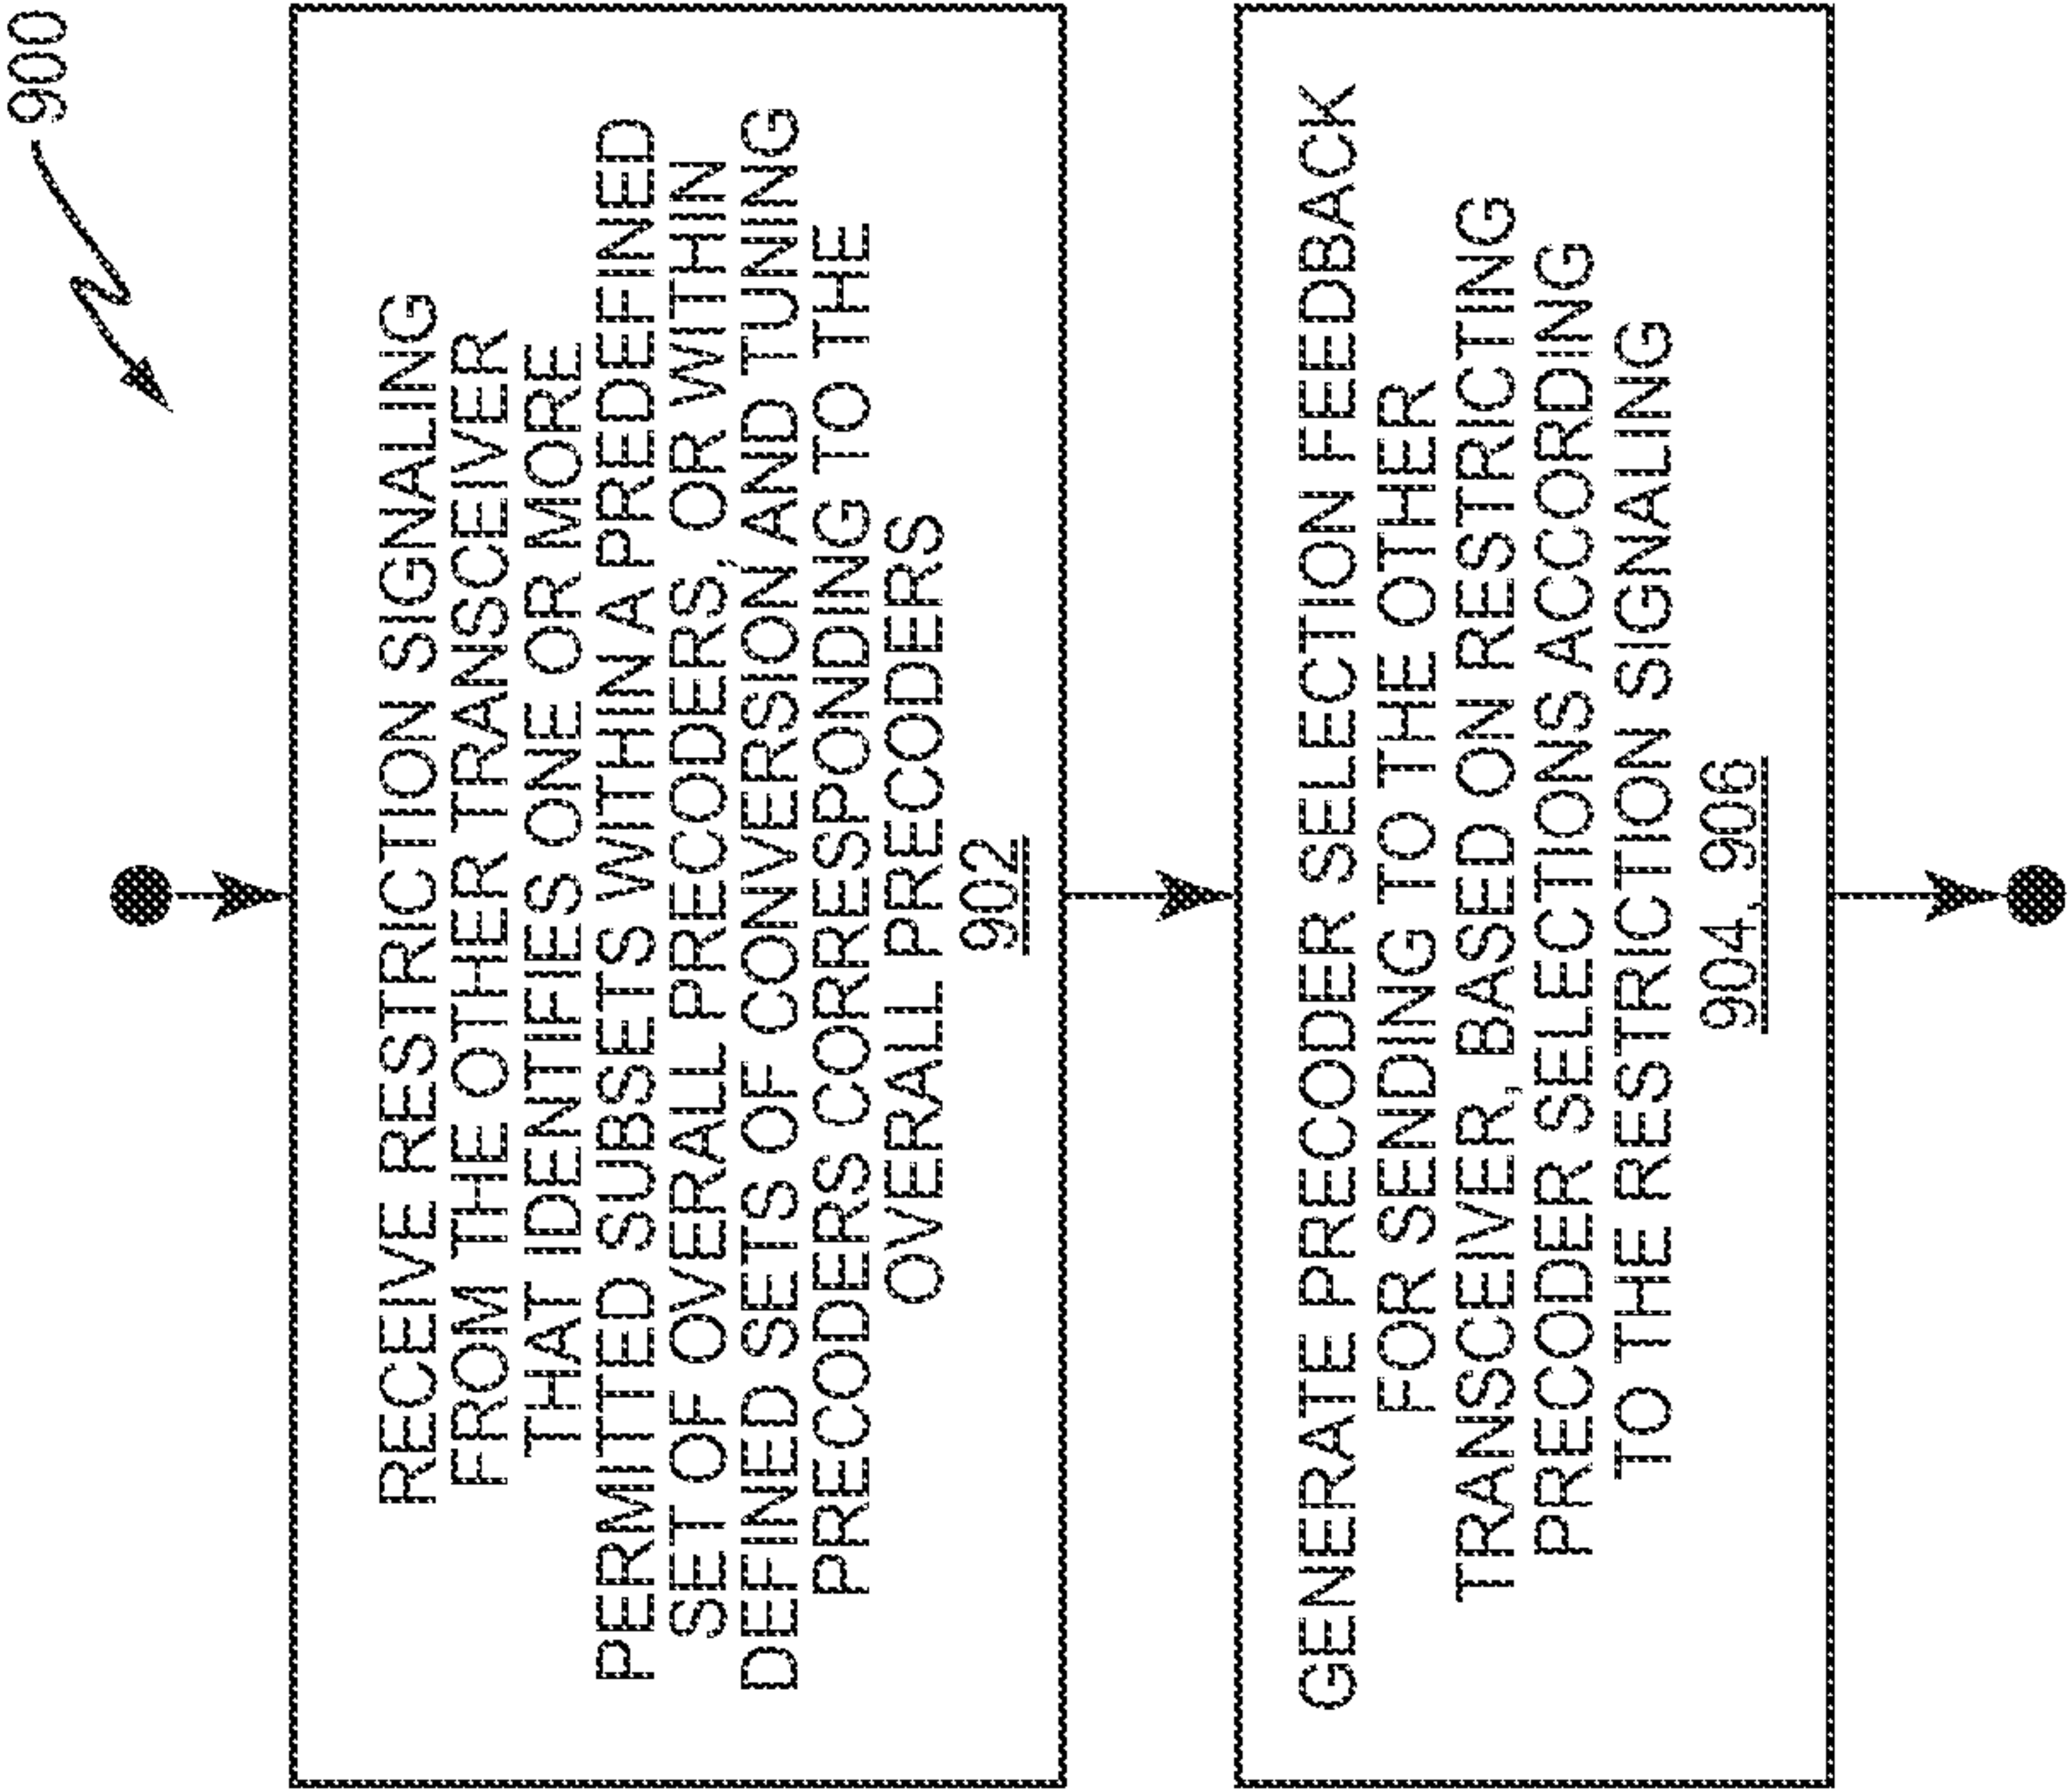 900
RECEIVE RESTRICTION SIGNALING
FROM THE OTHER TRANSCEIVER
THAT IDENTIFIES ONE OR MORE
PERMITTED SUBSETS WITHIN A PREDEFINED
SET OF OVERALL PRECODERS, OR WITHIN
DEFINED SETS OF CONVERSION, AND TUNING
PRECODERS CORRESPONDING TO THE
OVERALL PRECODERS
902
GENERATE PRECODER SELECTION FEEDBACK
FOR SENDING TO THE OTHER
TRANSCEIVER, BASED ON RESTRICTING
PRECODER SELECTIONS ACCORDING
TO THE RESTRICTION SIGNALING
904, 906